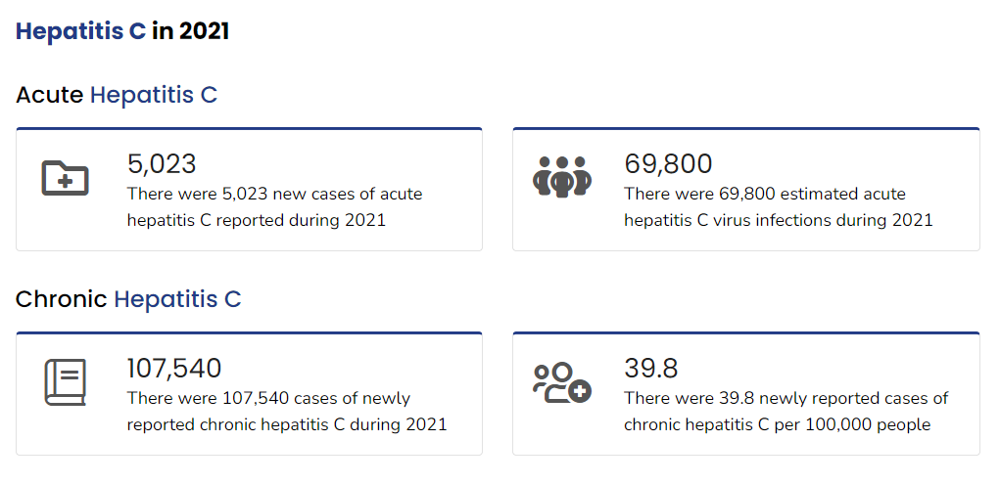 Hepatitis C in 2021
Acute Hepatitis C
5,023
There were 5,023 new cases of acute
hepatitis C reported during 2021
69,800
There were 69,800 estimated acute
hepatitis C virus infections during 2021
Chronic Hepatitis C
107,540
There were 107,540 cases of newly
reported chronic hepatitis C during 2021
39.8
There were 39.8 newly reported cases of
chronic hepatitis C per 100,000 people